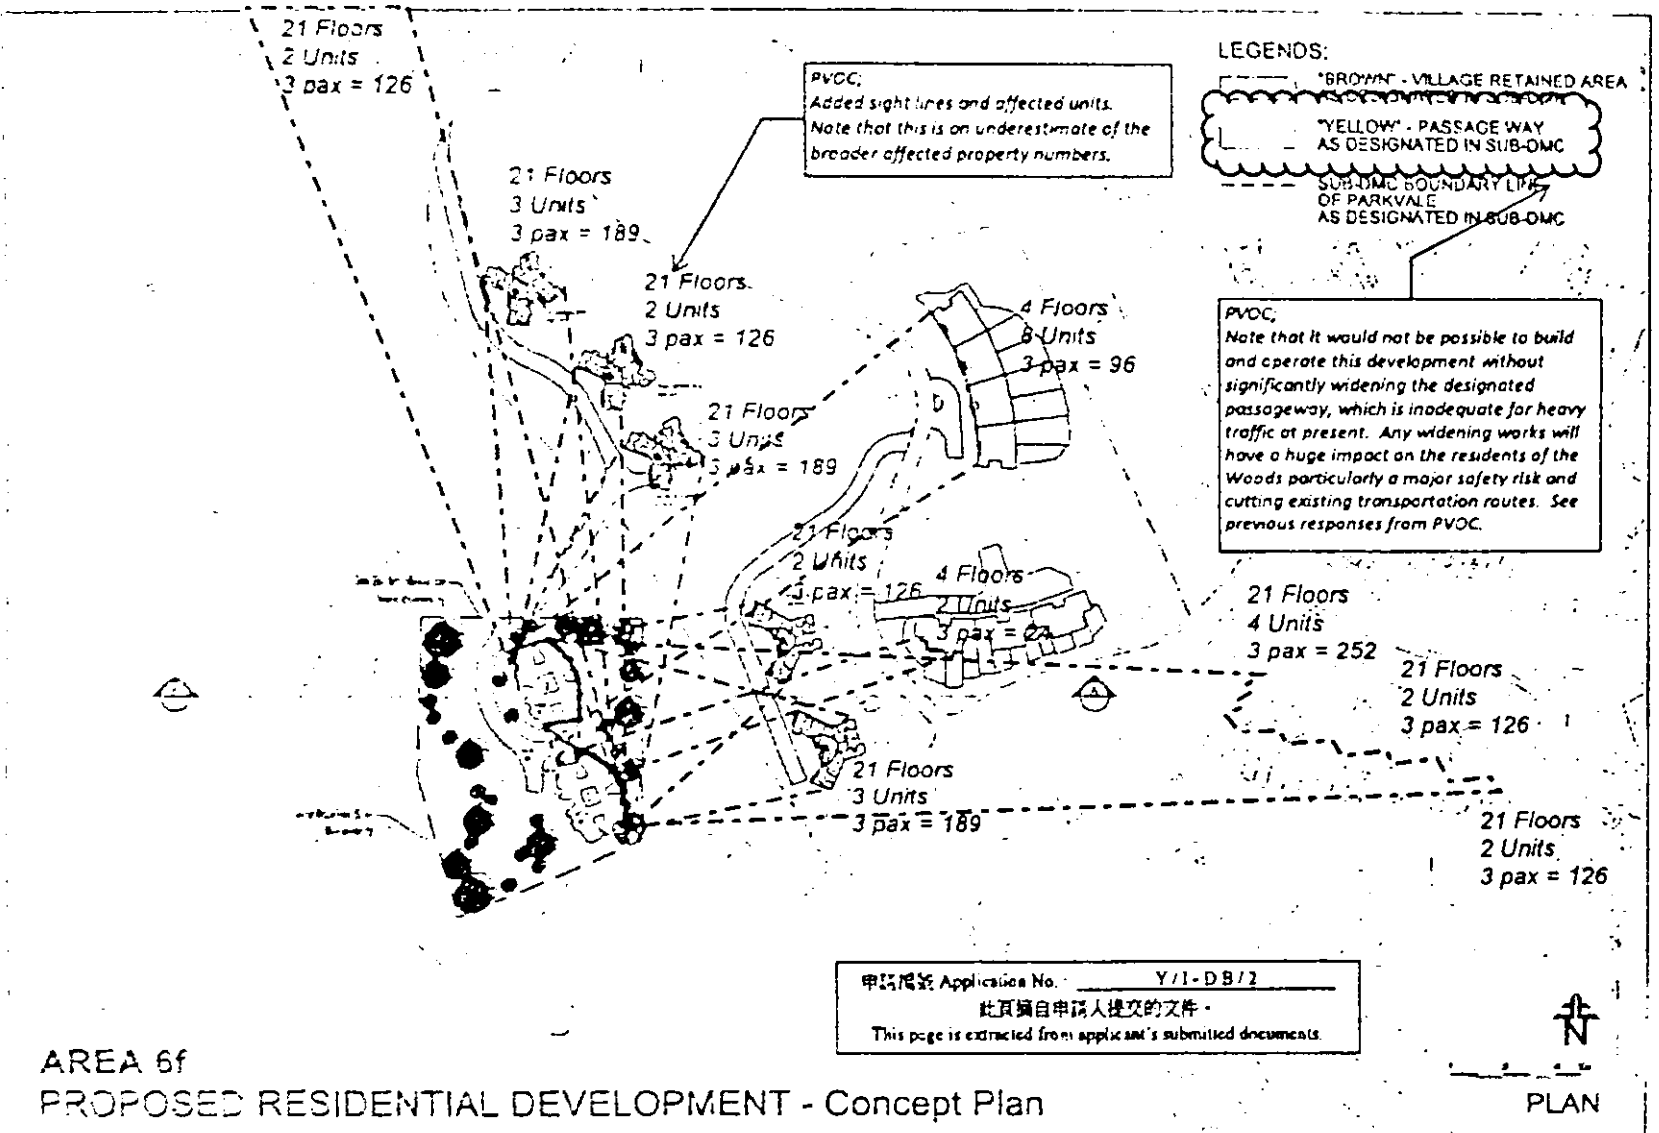 21 Floors
2 Units
3 pax = 126
PVOC;
Added sight lines and affected units.
Note that this is an underestimate of the
broader affected property numbers.
LEGENDS:
"BROWN" - VILLAGE RETAINED AREA
"YELLOW" - PASSAGE WAY
AS DESIGNATED IN SUB-DMC
SUB-DMC BOUNDARY LINE
OF PARKVALE
AS DESIGNATED IN SUB-DMC
21 Floors
3 Units
3 pax = 189
21 Floors
2 Units
3 pax = 126
4 Floors
8 Units
3 pax = 96
PVOC;
Note that it would not be possible to build
and operate this development without
significantly widening the designated
passageway, which is inadequate for heavy
traffic at present. Any widening works will
have a huge impact on the residents of the
Woods particularly a major safety risk and
cutting existing transportation routes. See
previous responses from PVOC.
21 Floors
3 Units
3 pax = 189
21 Floors
2 Units
3 pax = 126
4 Floors
2 Units
3 pax = 24
21 Floors
4 Units
3 pax = 252
21 Floors
2 Units
3 pax = 126
21 Floors
3 Units
3 pax = 189
21 Floors
2 Units
3 pax = 126
A
申請編號 Application No. : Y/I-DB/2
此頁摘自申請人提交的文件。
This page is extracted from applicant's submitted documents.
N
AREA 6f
PROPOSED RESIDENTIAL DEVELOPMENT - Concept Plan
PLAN